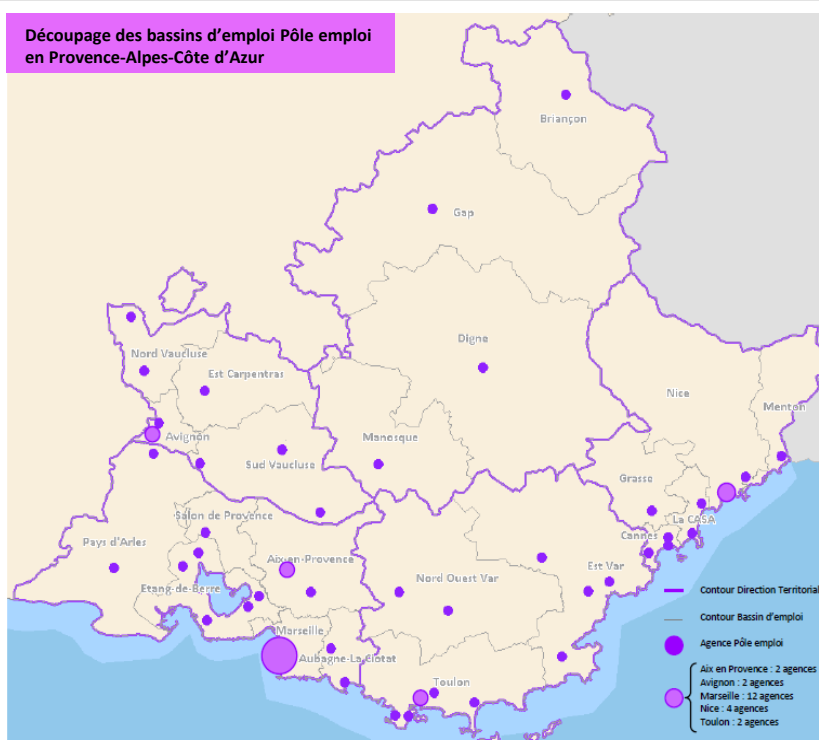 Découpage des bassins d'emploi Pôle emploi
en Provence-Alpes-Côte d'Azur
Briançon
Gap
Digne
Nord Vaucluse
Est Carpentras
Nice
Menton
Avignon
Manosque
Sud Vaucluse
Grasse
Salon de Provence
La CASA
Cannes
Pays d'Arles
Aix-en-Provence
Est Var
Nord Ouest Var
Etang-de-Berre
Contour Direction Territorial
Contour Bassin d'emploi
Marseille
Agence Pôle emploi
Aubagne-La Ciotat
Toulon
Aix en Provence : 2 agences
Avignon : 2 agences
Marseille : 12 agences
Nice : 4 agences
Toulon : 2 agences